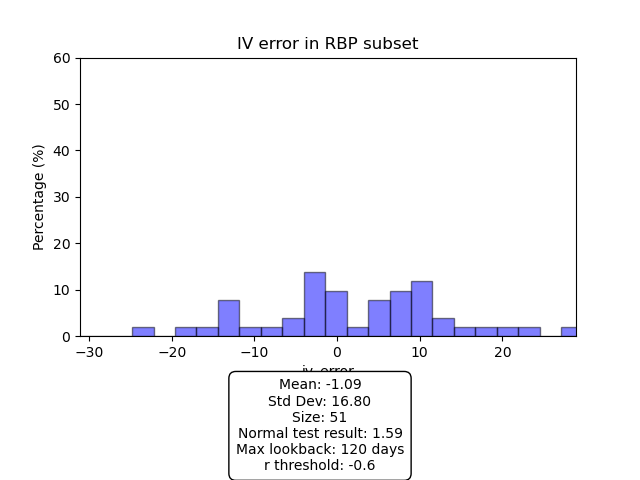 IV error in RBP subset
Percentage (%)
60
50
40
30
20
10
0
−30 −20 −10 0 10 20
iv_error
Mean: -1.09
Std Dev: 16.80
Size: 51
Normal test result: 1.59
Max lookback: 120 days
r threshold: -0.6